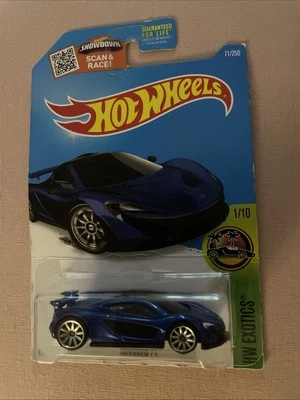 SHOWDOWN
SCAN &
RACE!
GUARANTEED
FOR LIFE
71/250
HOT WHEELS
1/10
HW EXOTICS